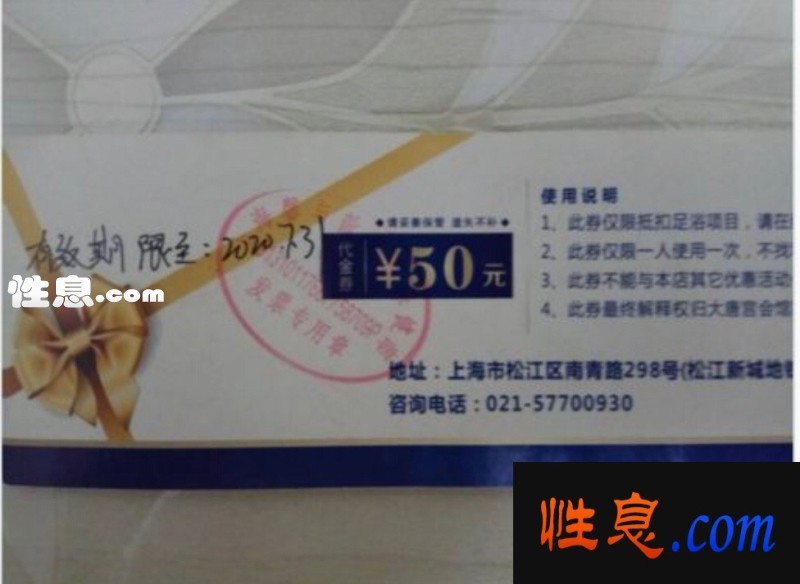 使用说明
◆请妥善保管 遗失不补◆
1、此券仅限抵扣足浴项目，请在
有效期限至：2020.7.31
代金券 ¥50元
2、此券仅限一人使用一次，不找
3、此券不能与本店其它优惠活动
性息.com
4、此券最终解释权归大唐宫会馆
发票专用章
地址：上海市松江区南青路298号(松江新城地
咨询电话：021-57700930
性息.com